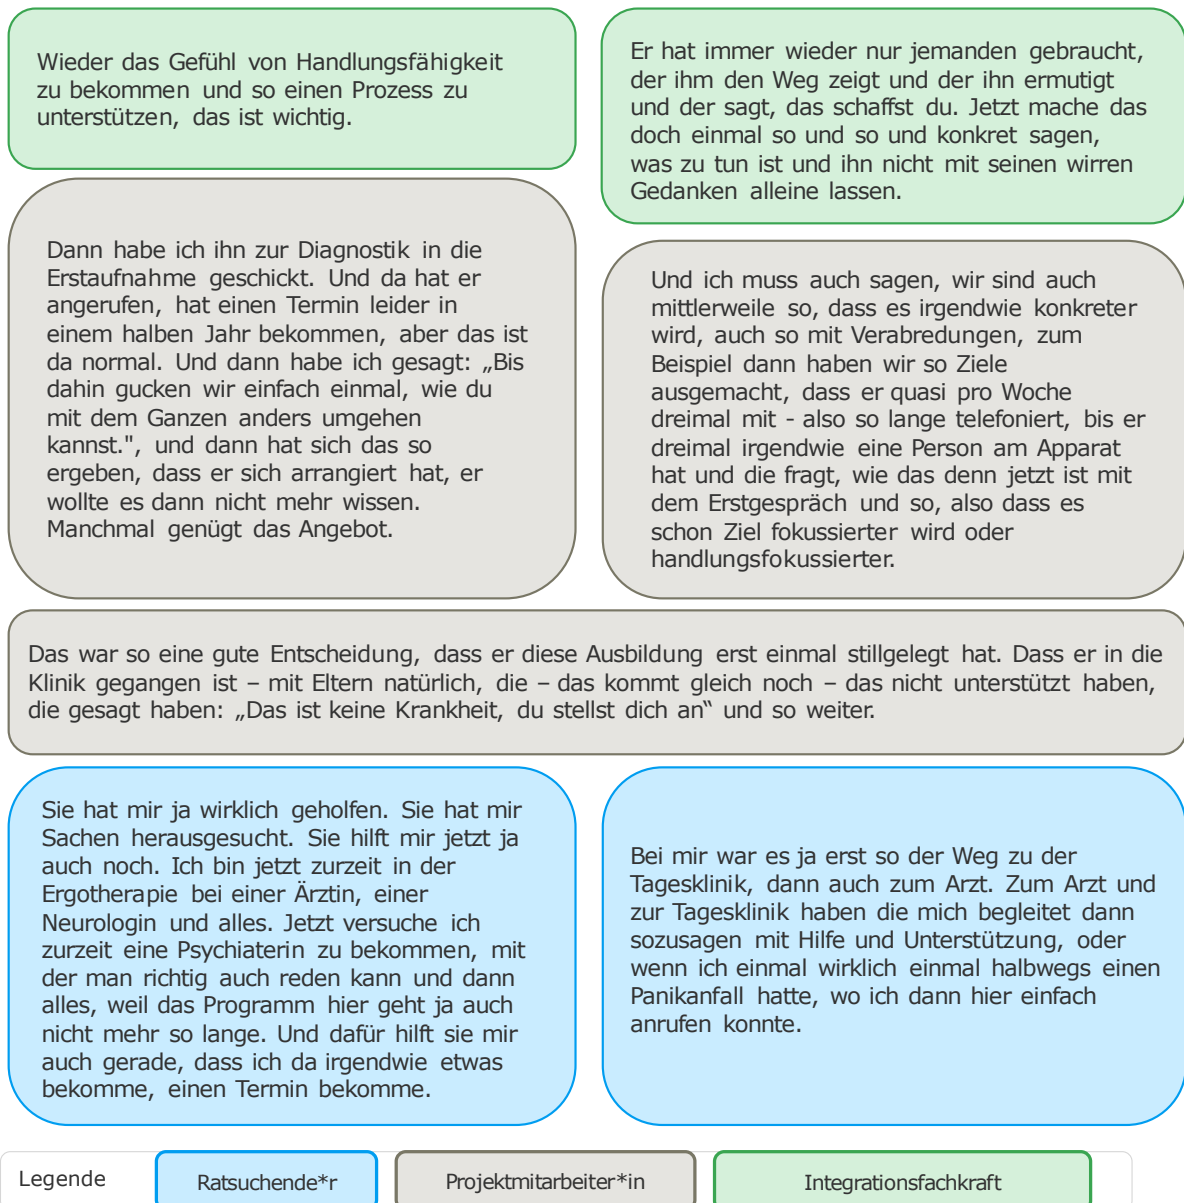 Wieder das Gefühl von Handlungsfähigkeit
zu bekommen und so einen Prozess zu
unterstützen, das ist wichtig.
Er hat immer wieder nur jemanden gebraucht,
der ihm den Weg zeigt und der ihn ermutigt
und der sagt, das schaffst du. Jetzt mache das
doch einmal so und so und konkret sagen,
was zu tun ist und ihn nicht mit seinen wirren
Gedanken alleine lassen.
Dann habe ich ihn zur Diagnostik in die
Erstaufnahme geschickt. Und da hat er
angerufen, hat einen Termin leider in
einem halben Jahr bekommen, aber das ist
da normal. Und dann habe ich gesagt: „Bis
dahin gucken wir einfach einmal, wie du
mit dem Ganzen anders umgehen
kannst.", und dann hat sich das so
ergeben, dass er sich arrangiert hat, er
wollte es dann nicht mehr wissen.
Manchmal genügt das Angebot.
Und ich muss auch sagen, wir sind auch
mittlerweile so, dass es irgendwie konkreter
wird, auch so mit Verabredungen, zum
Beispiel dann haben wir so Ziele
ausgemacht, dass er quasi pro Woche
dreimal mit - also so lange telefoniert, bis er
dreimal irgendwie eine Person am Apparat
hat und die fragt, wie das denn jetzt ist mit
dem Erstgespräch und so, also dass es
schon Ziel fokussierter wird oder
handlungsfokussierter.
Das war so eine gute Entscheidung, dass er diese Ausbildung erst einmal stillgelegt hat. Dass er in die
Klinik gegangen ist – mit Eltern natürlich, die – das kommt gleich noch – das nicht unterstützt haben,
die gesagt haben: „Das ist keine Krankheit, du stellst dich an“ und so weiter.
Sie hat mir ja wirklich geholfen. Sie hat mir
Sachen herausgesucht. Sie hilft mir jetzt ja
auch noch. Ich bin jetzt zurzeit in der
Ergotherapie bei einer Ärztin, einer
Neurologin und alles. Jetzt versuche ich
zurzeit eine Psychiaterin zu bekommen, mit
der man richtig auch reden kann und dann
alles, weil das Programm hier geht ja auch
nicht mehr so lange. Und dafür hilft sie mir
auch gerade, dass ich da irgendwie etwas
bekomme, einen Termin bekomme.
Bei mir war es ja erst so der Weg zu der
Tagesklinik, dann auch zum Arzt. Zum Arzt und
zur Tagesklinik haben die mich begleitet dann
sozusagen mit Hilfe und Unterstützung, oder
wenn ich einmal wirklich einmal halbwegs einen
Panikanfall hatte, wo ich dann hier einfach
anrufen konnte.
Legende
Ratsuchende*r
Projektmitarbeiter*in
Integrationsfachkraft